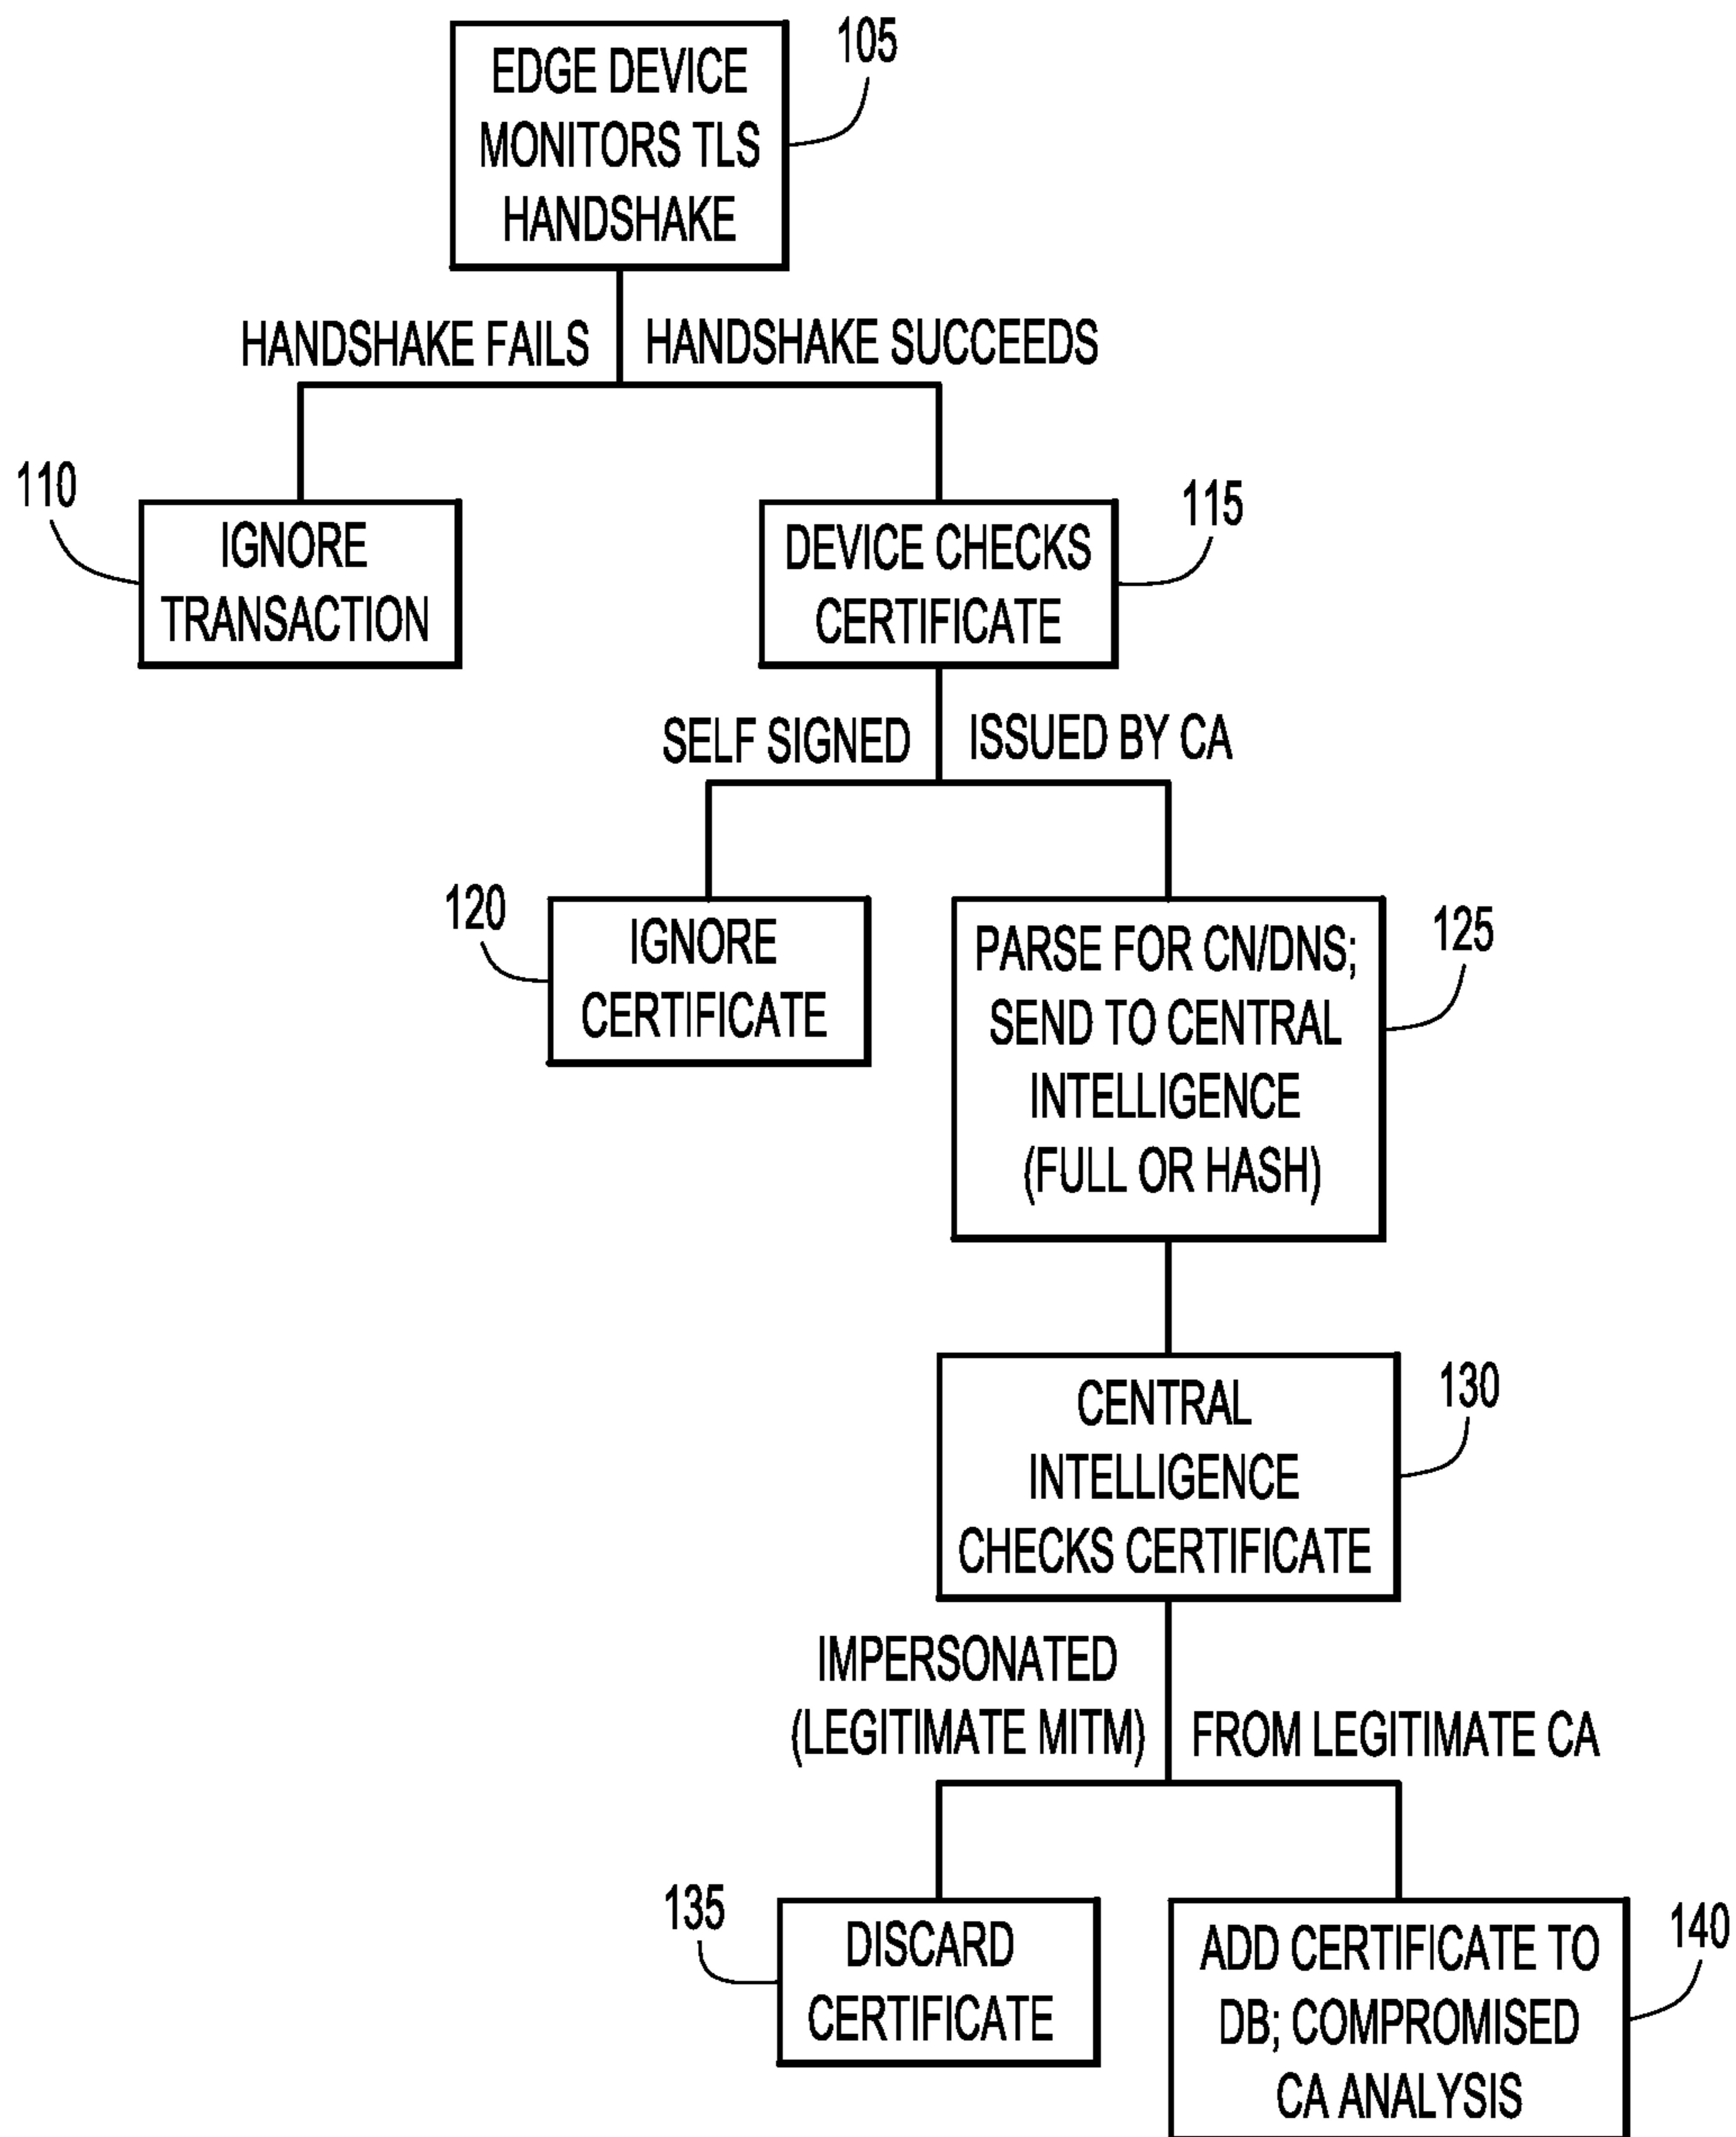 105
EDGE DEVICE
MONITORS TLS
HANDSHAKE
HANDSHAKE FAILS
HANDSHAKE SUCCEEDS
110
IGNORE
TRANSACTION
115
DEVICE CHECKS
CERTIFICATE
SELF SIGNED
ISSUED BY CA
120
IGNORE
CERTIFICATE
125
PARSE FOR CN/DNS;
SEND TO CENTRAL
INTELLIGENCE
(FULL OR HASH)
130
CENTRAL
INTELLIGENCE
CHECKS CERTIFICATE
IMPERSONATED
(LEGITIMATE MITM)
FROM LEGITIMATE CA
135
DISCARD
CERTIFICATE
140
ADD CERTIFICATE TO
DB; COMPROMISED
CA ANALYSIS